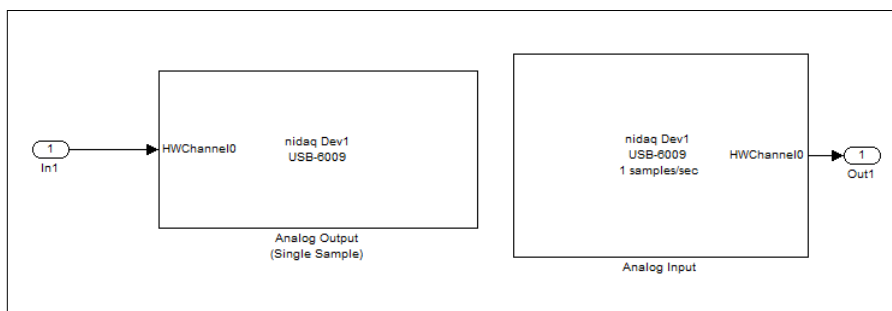 1
In1
HWChannel0
nidaq Dev1
USB-6009
Analog Output
(Single Sample)
nidaq Dev1
USB-6009
1 samples/sec
HWChannel0
Analog Input
1
Out1